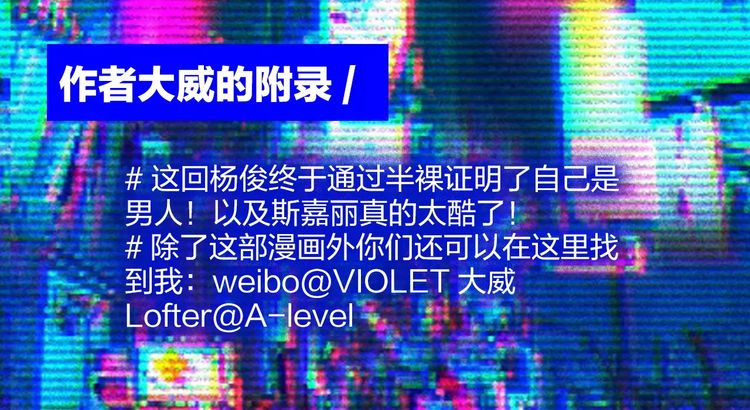 作者大威的附录 /
# 这回杨俊终于通过半裸证明了自己是
男人！以及斯嘉丽真的太酷了！
# 除了这部漫画外你们还可以在这里找
到我：weibo@VIOLET 大威
Lofter@A-level